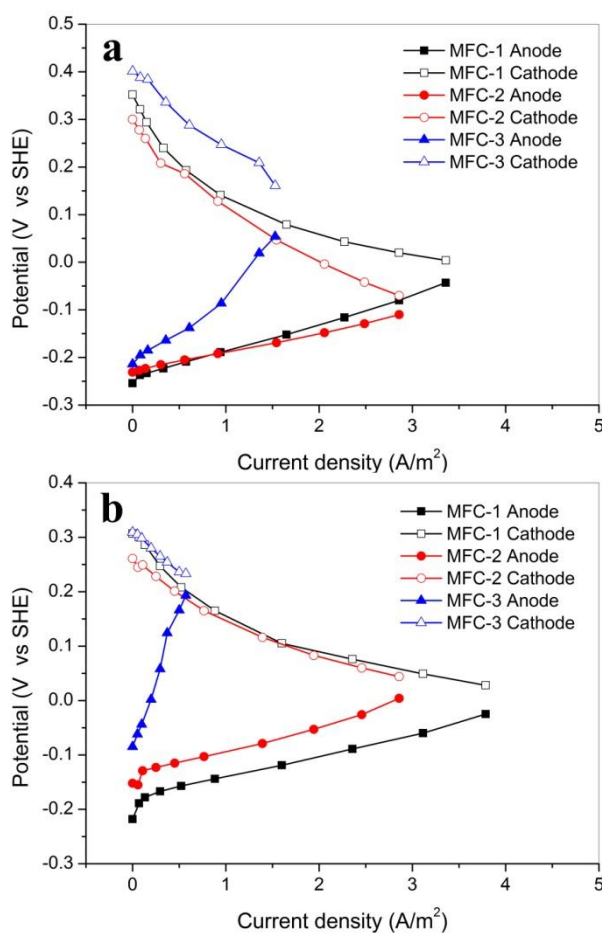 a
0.5
0.4
0.3
0.2
0.1
0.0
-0.1
-0.2
-0.3
Potential (V vs SHE)
MFC-1 Anode
MFC-1 Cathode
MFC-2 Anode
MFC-2 Cathode
MFC-3 Anode
MFC-3 Cathode
0 1 2 3 4 5
Current density (A/m²)
b
0.4
0.3
0.2
0.1
0.0
-0.1
-0.2
-0.3
Potential (V vs SHE)
MFC-1 Anode
MFC-1 Cathode
MFC-2 Anode
MFC-2 Cathode
MFC-3 Anode
MFC-3 Cathode
0 1 2 3 4 5
Current density (A/m²)